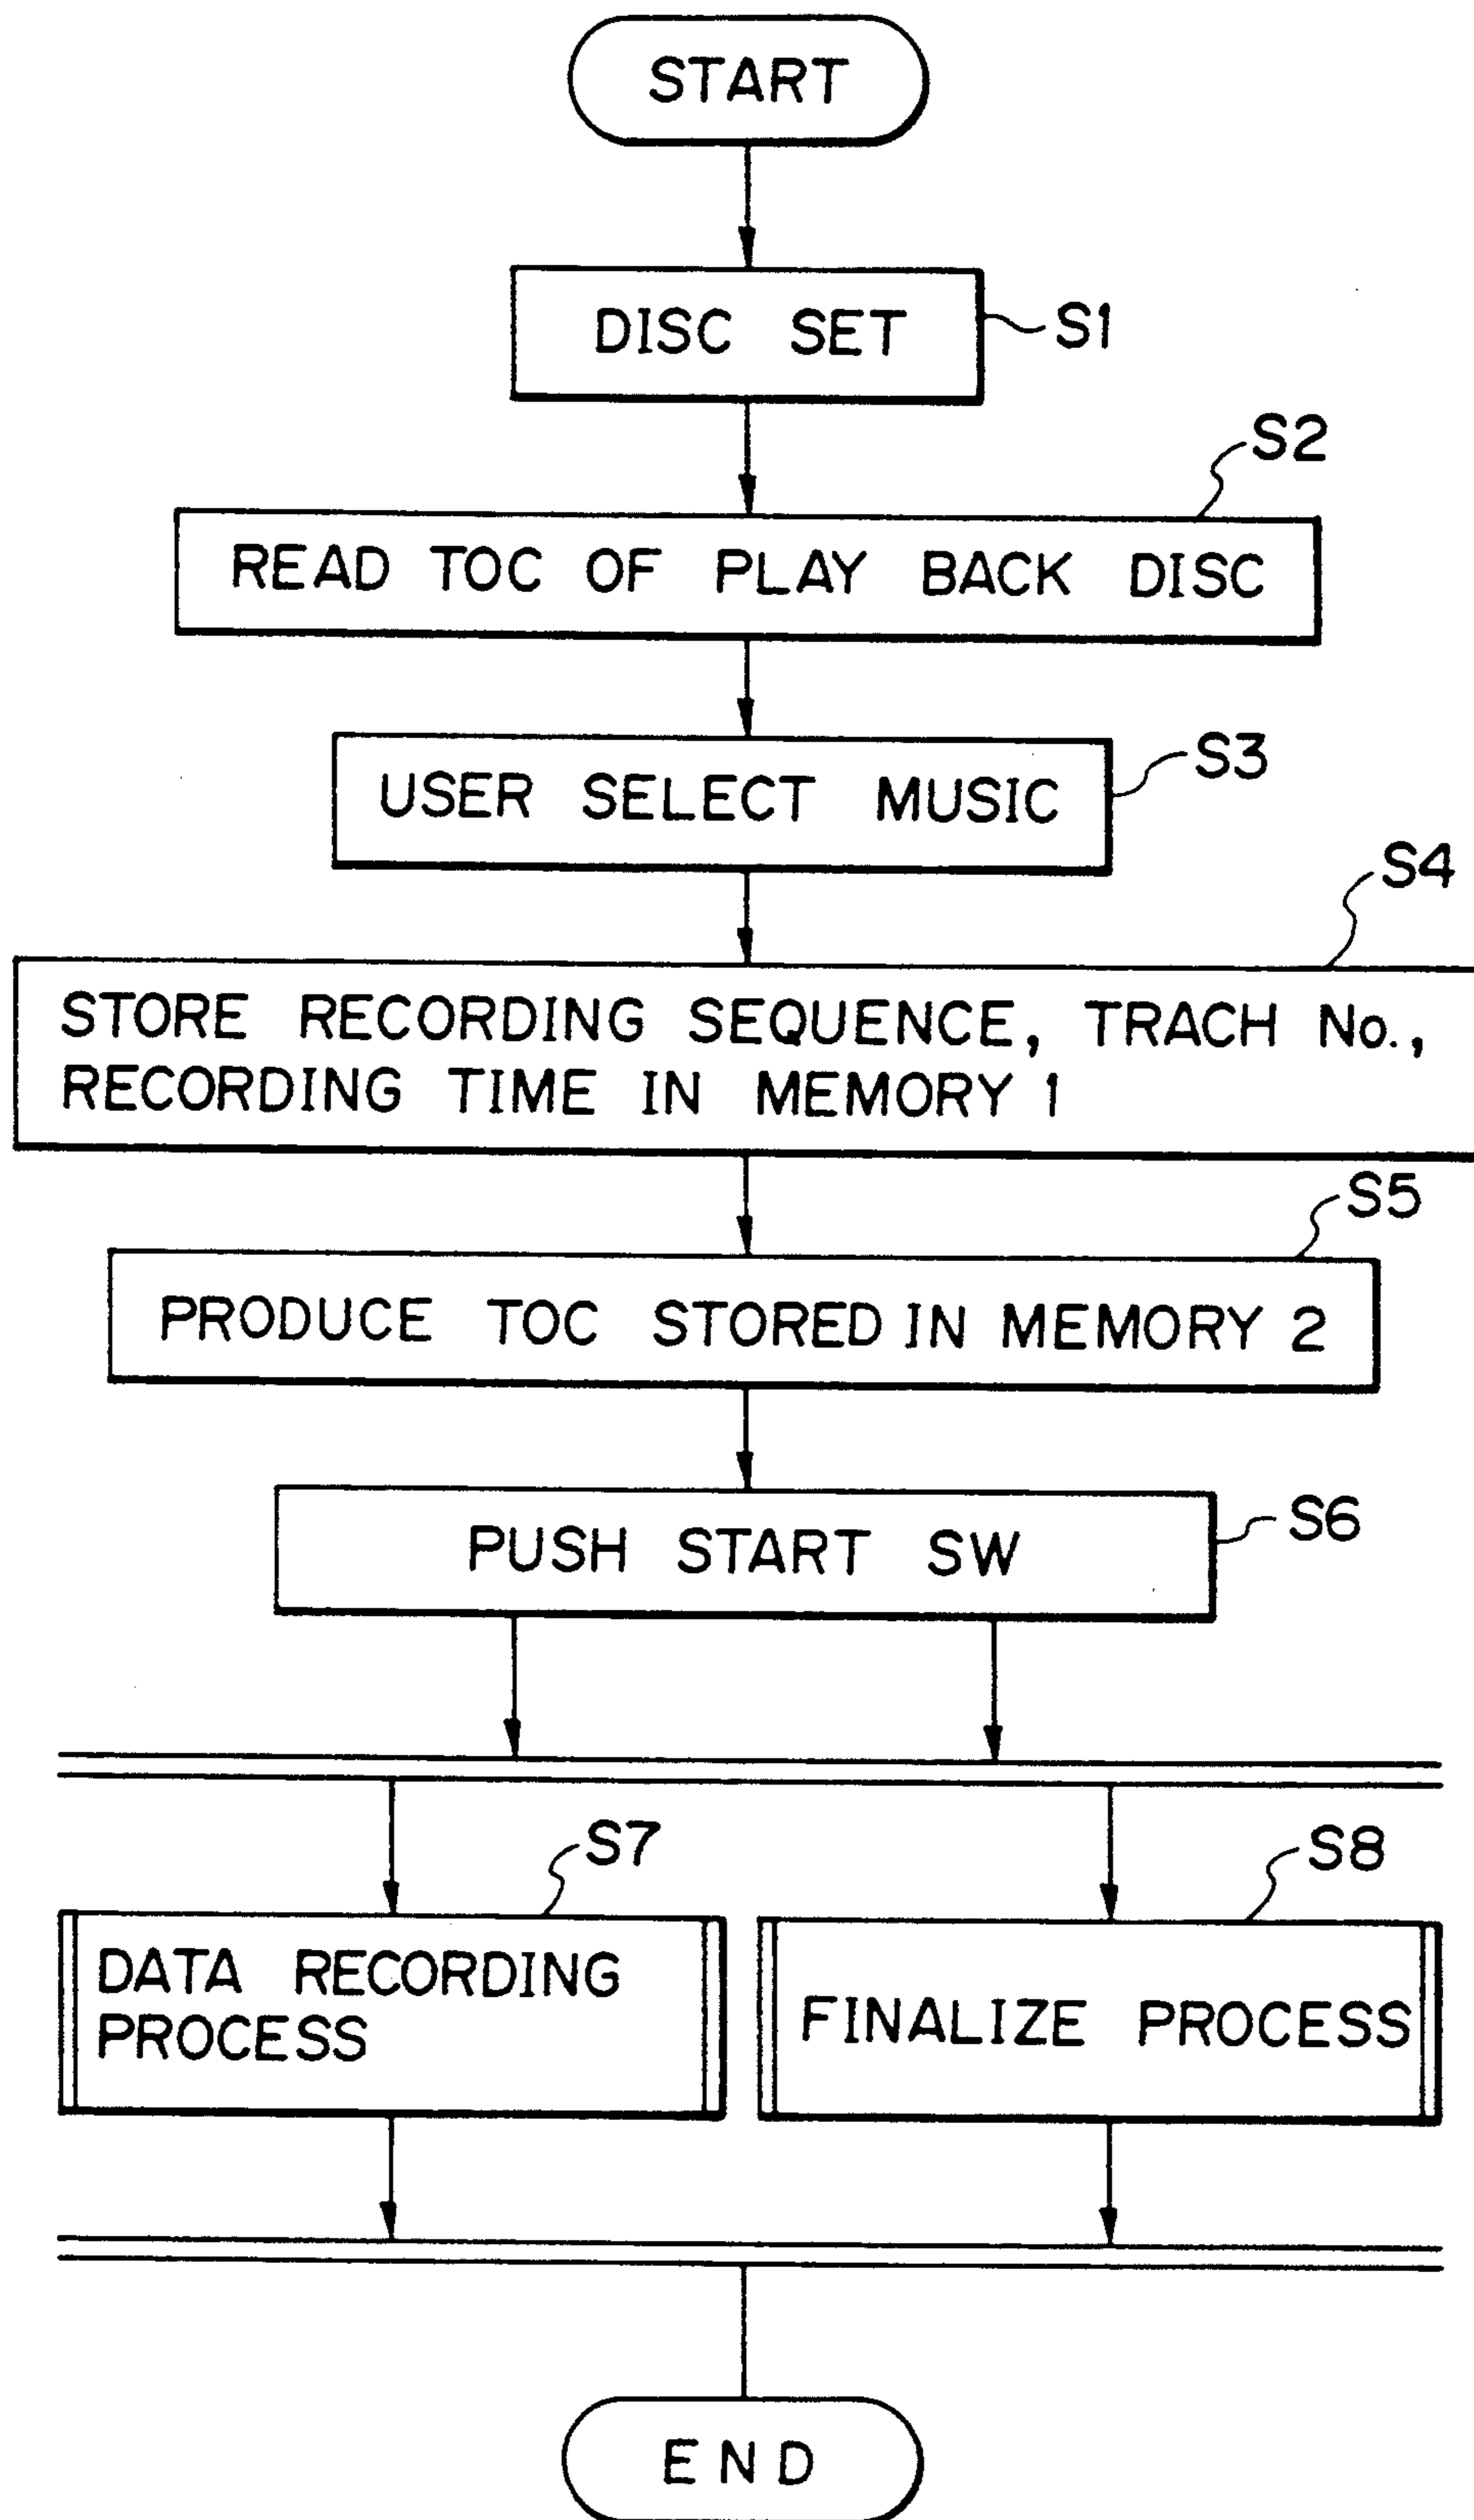 START
DISC SET
S1
S2
READ TOC OF PLAY BACK DISC
USER SELECT MUSIC
S3
S4
STORE RECORDING SEQUENCE, TRACH No.,
RECORDING TIME IN MEMORY 1
S5
PRODUCE TOC STORED IN MEMORY 2
PUSH START SW
S6
S7
DATA RECORDING
PROCESS
S8
FINALIZE PROCESS
END